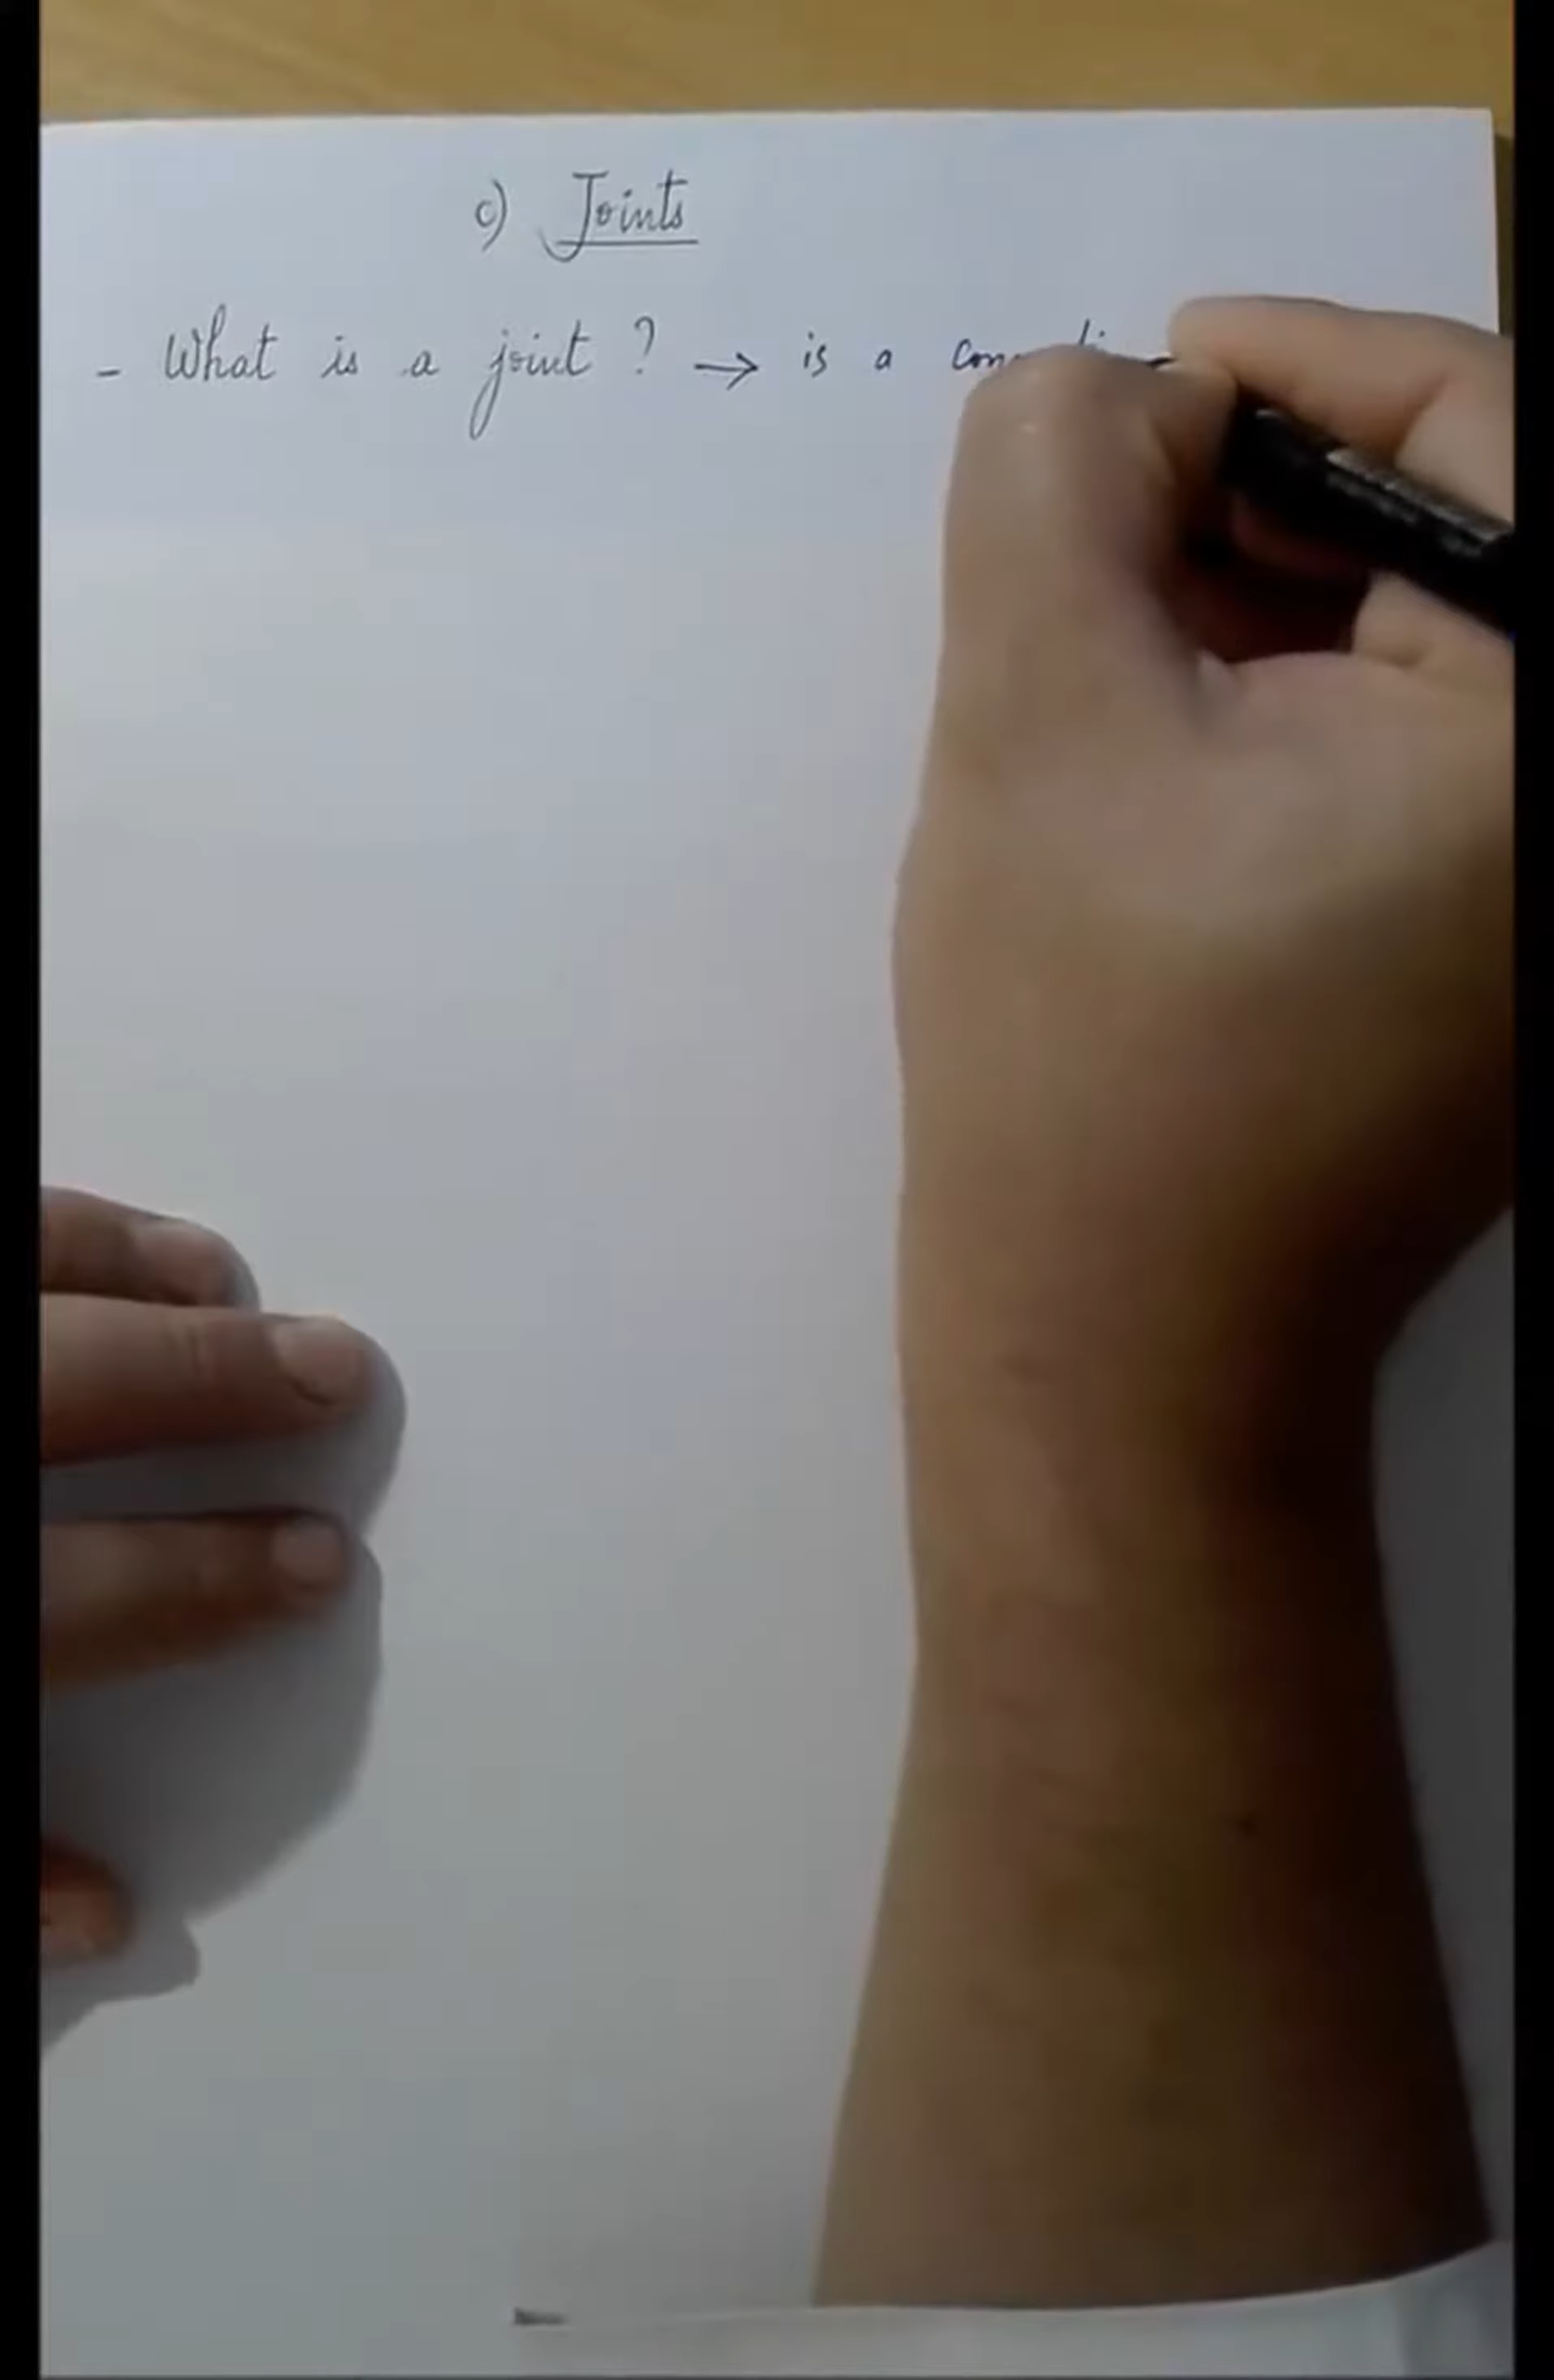 c) Joints
- What is a joint ? → is a